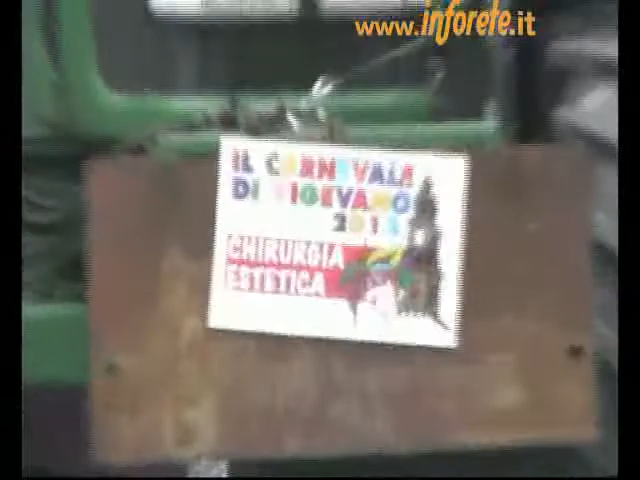 www.inforete.it
IL CARNEVALE
DI VIGEVANO
CHIRURGIA
ESTETICA